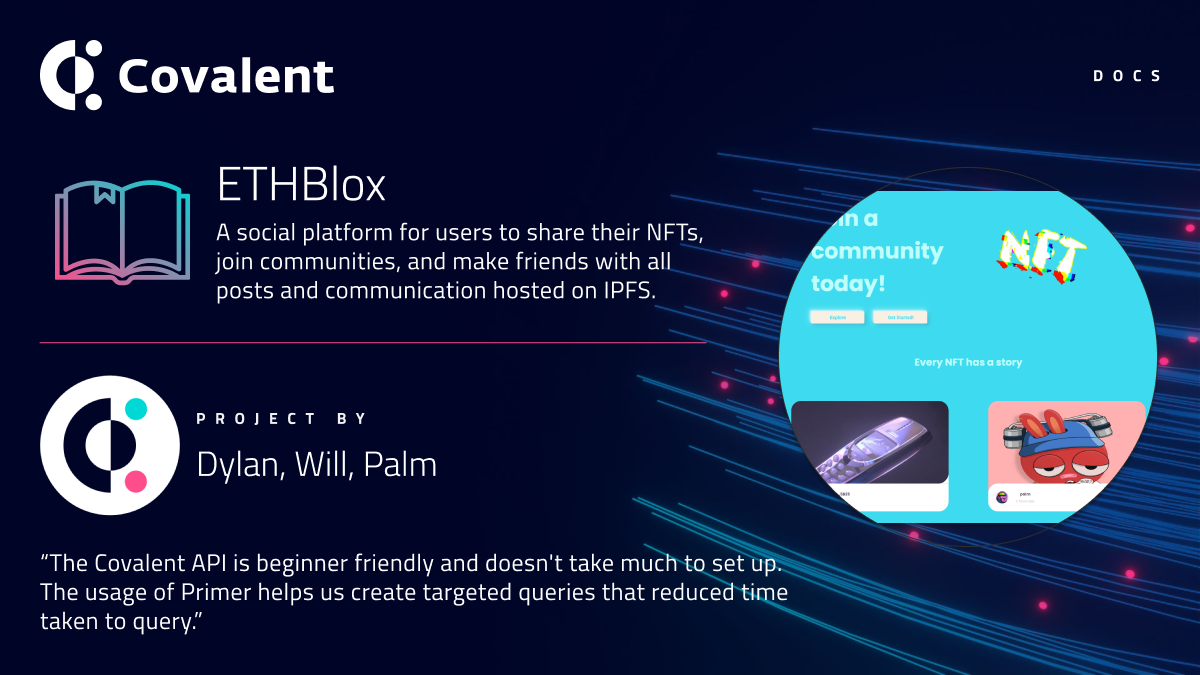 Covalent
DOCS
ETHBlox
A social platform for users to share their NFTs,
join communities, and make friends with all
posts and communication hosted on IPFS.
PROJECT BY
Dylan, Will, Palm
“The Covalent API is beginner friendly and doesn't take much to set up.
The usage of Primer helps us create targeted queries that reduced time
taken to query.”
in a
community
today!
NFT
Explore
Get Started!
Every NFT has a story
palm